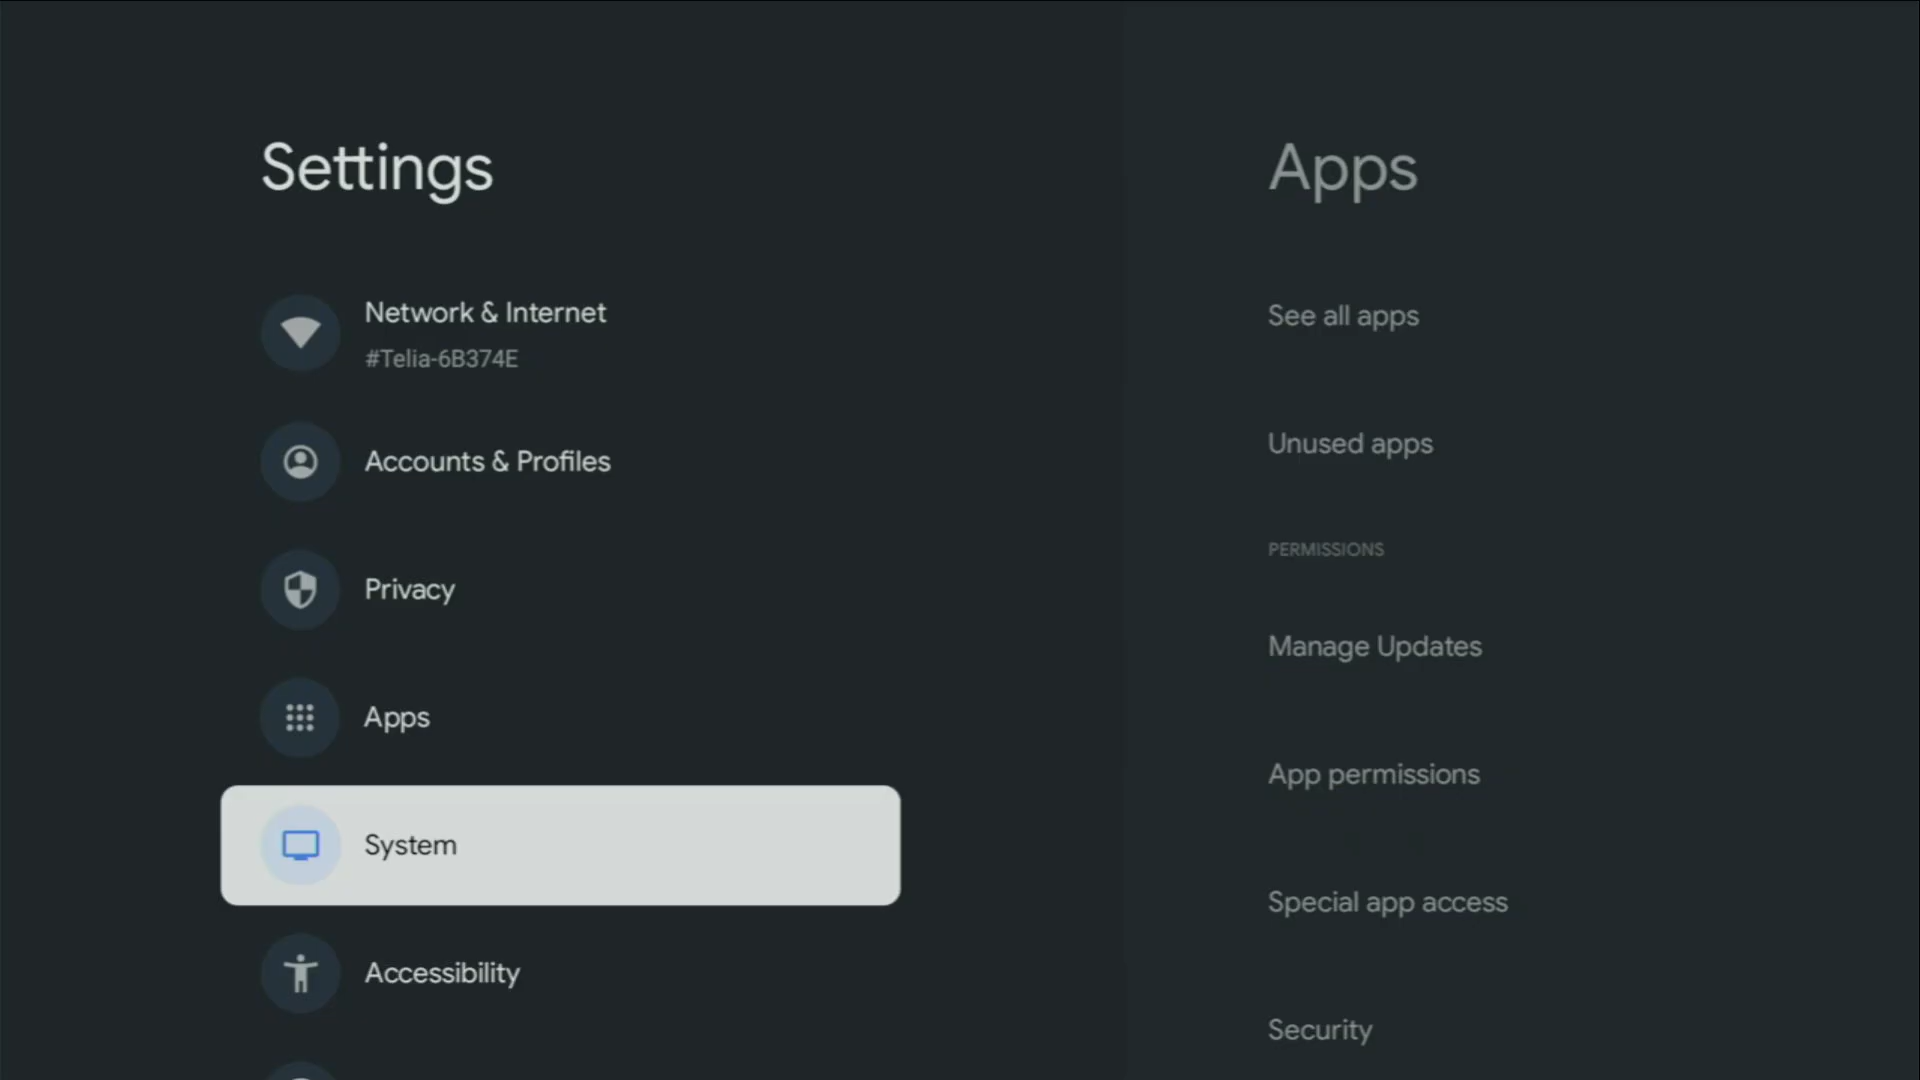 Settings
Network & Internet
#Telia-6B374E
Accounts & Profiles
Privacy
Apps
System
Accessibility
Apps
See all apps
Unused apps
PERMISSIONS
Manage Updates
App permissions
Special app access
Security